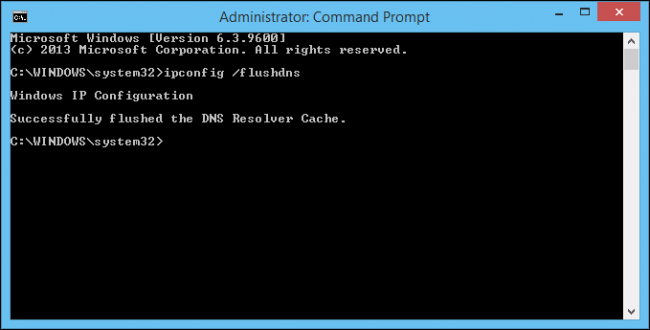 Administrator: Command Prompt
Microsoft Windows [Version 6.3.9600]
(c) 2013 Microsoft Corporation. All rights reserved.
C:\WINDOWS\system32>ipconfig /flushdns
Windows IP Configuration
Successfully flushed the DNS Resolver Cache.
C:\WINDOWS\system32>